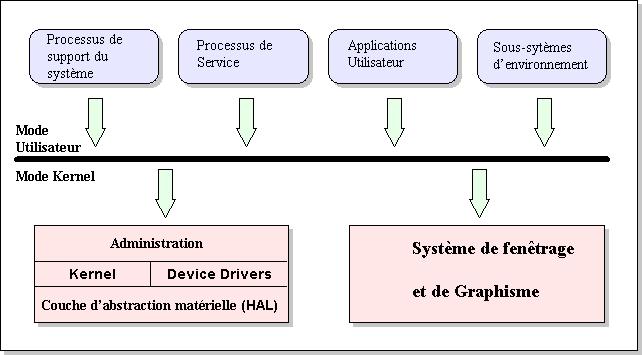 Processus de
support du
système
Processus de
Service
Applications
Utilisateur
Sous-sytèmes
d'environnement
Mode
Utilisateur
Mode Kernel
Administration
Kernel
Device Drivers
Couche d'abstraction matérielle (HAL)
Système de fenêtrage
et de Graphisme